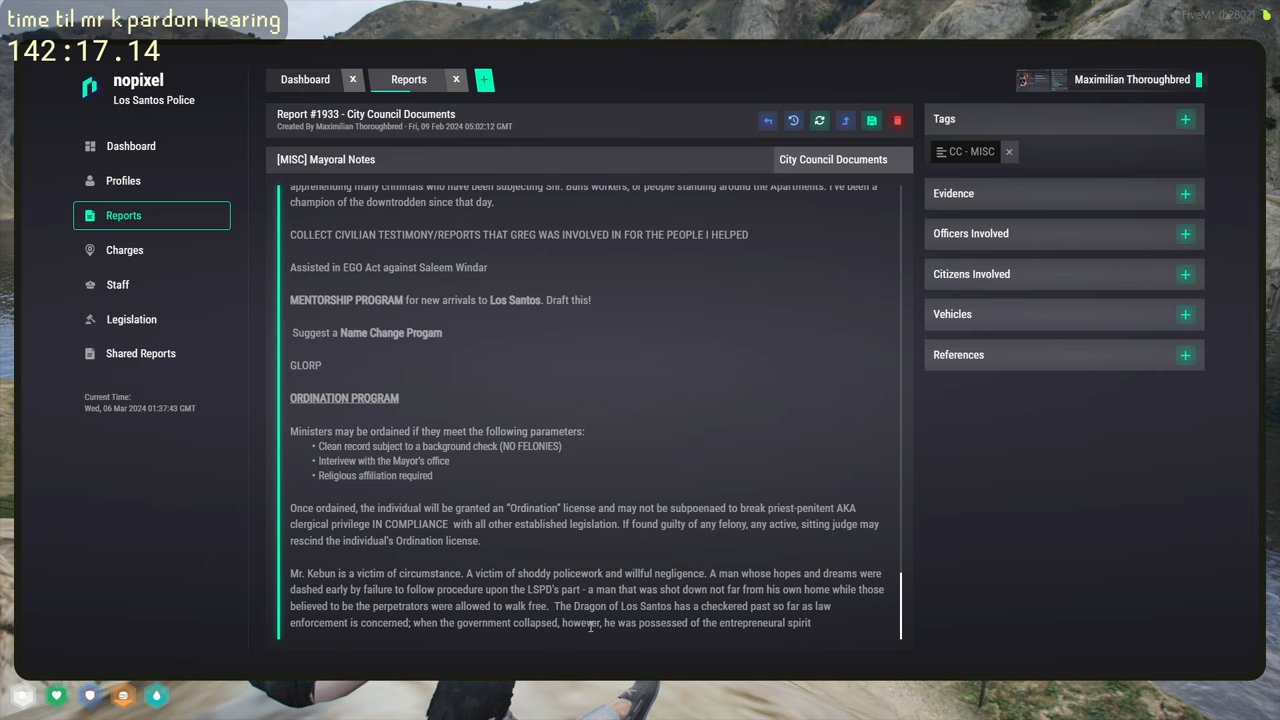 time til mr k pardon hearing
142:17.14
FiveM® (b2802)
nopixel
Los Santos Police
Dashboard
Profiles
Reports
Charges
Staff
Legislation
Shared Reports
Current Time:
Wed, 06 Mar 2024 01:37:43 GMT
Dashboard x Reports x +
Maximilian Thoroughbred
Report #1933 - City Council Documents
Created By Maximilian Thoroughbred · Fri, 09 Feb 2024 05:02:12 GMT
[MISC] Mayoral Notes
City Council Documents
apprehending many criminals who have been subjecting Snr. Buns workers, or people standing around the Apartments. I've been a
champion of the downtrodden since that day.
COLLECT CIVILIAN TESTIMONY/REPORTS THAT GREG WAS INVOLVED IN FOR THE PEOPLE I HELPED
Assisted in EGO Act against Saleem Windar
MENTORSHIP PROGRAM for new arrivals to Los Santos. Draft this!
Suggest a Name Change Progam
GLORP
ORDINATION PROGRAM
Ministers may be ordained if they meet the following parameters:
• Clean record subject to a background check (NO FELONIES)
• Interivew with the Mayor's office
• Religious affiliation required
Once ordained, the individual will be granted an “Ordination” license and may not be subpoenaed to break priest-penitent AKA
clergical privilege IN COMPLIANCE with all other established legislation. If found guilty of any felony, any active, sitting judge may
rescind the individual's Ordination license.
Mr. Kebun is a victim of circumstance. A victim of shoddy policework and willful negligence. A man whose hopes and dreams were
dashed early by failure to follow procedure upon the LSPD's part - a man that was shot down not far from his own home while those
believed to be the perpetrators were allowed to walk free. The Dragon of Los Santos has a checkered past so far as law
enforcement is concerned; when the government collapsed, however, he was possessed of the entrepreneural spirit
Tags
CC - MISC x
Evidence
Officers Involved
Citizens Involved
Vehicles
References